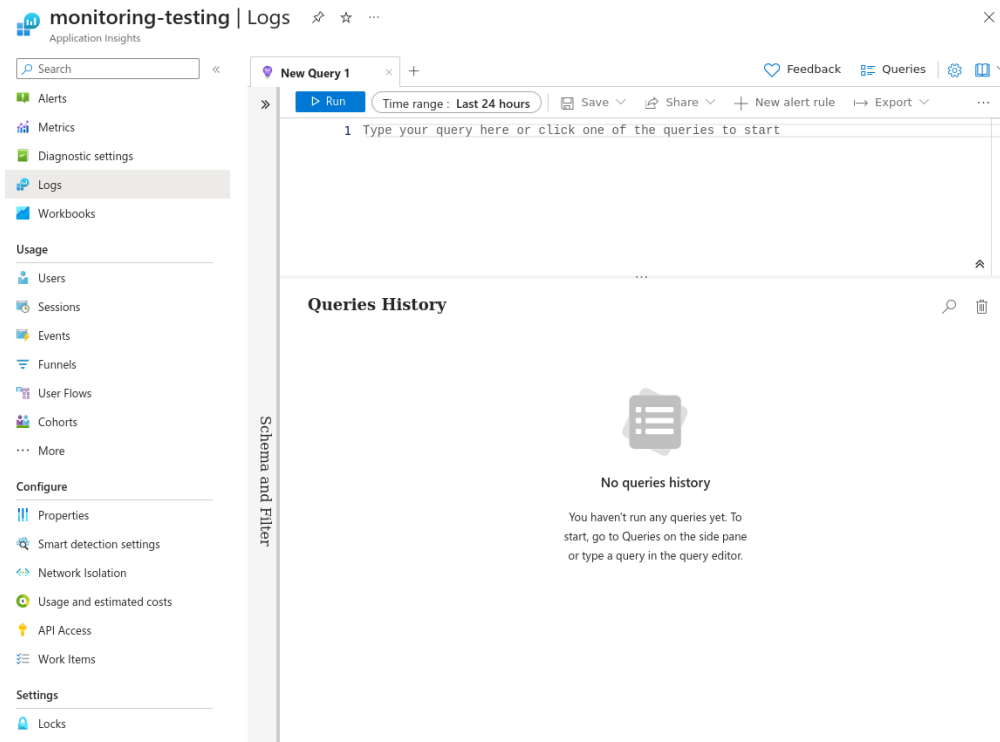 monitoring-testing | Logs
Application Insights
Search
Alerts
Metrics
Diagnostic settings
Logs
Workbooks
Usage
Users
Sessions
Events
Funnels
User Flows
Cohorts
More
Configure
Properties
Smart detection settings
Network Isolation
Usage and estimated costs
API Access
Work Items
Settings
Locks
New Query 1
Feedback
Queries
Run
Time range : Last 24 hours
Save
Share
New alert rule
Export
1 Type your query here or click one of the queries to start
Schema and Filter
Queries History
No queries history
You haven't run any queries yet. To
start, go to Queries on the side pane
or type a query in the query editor.